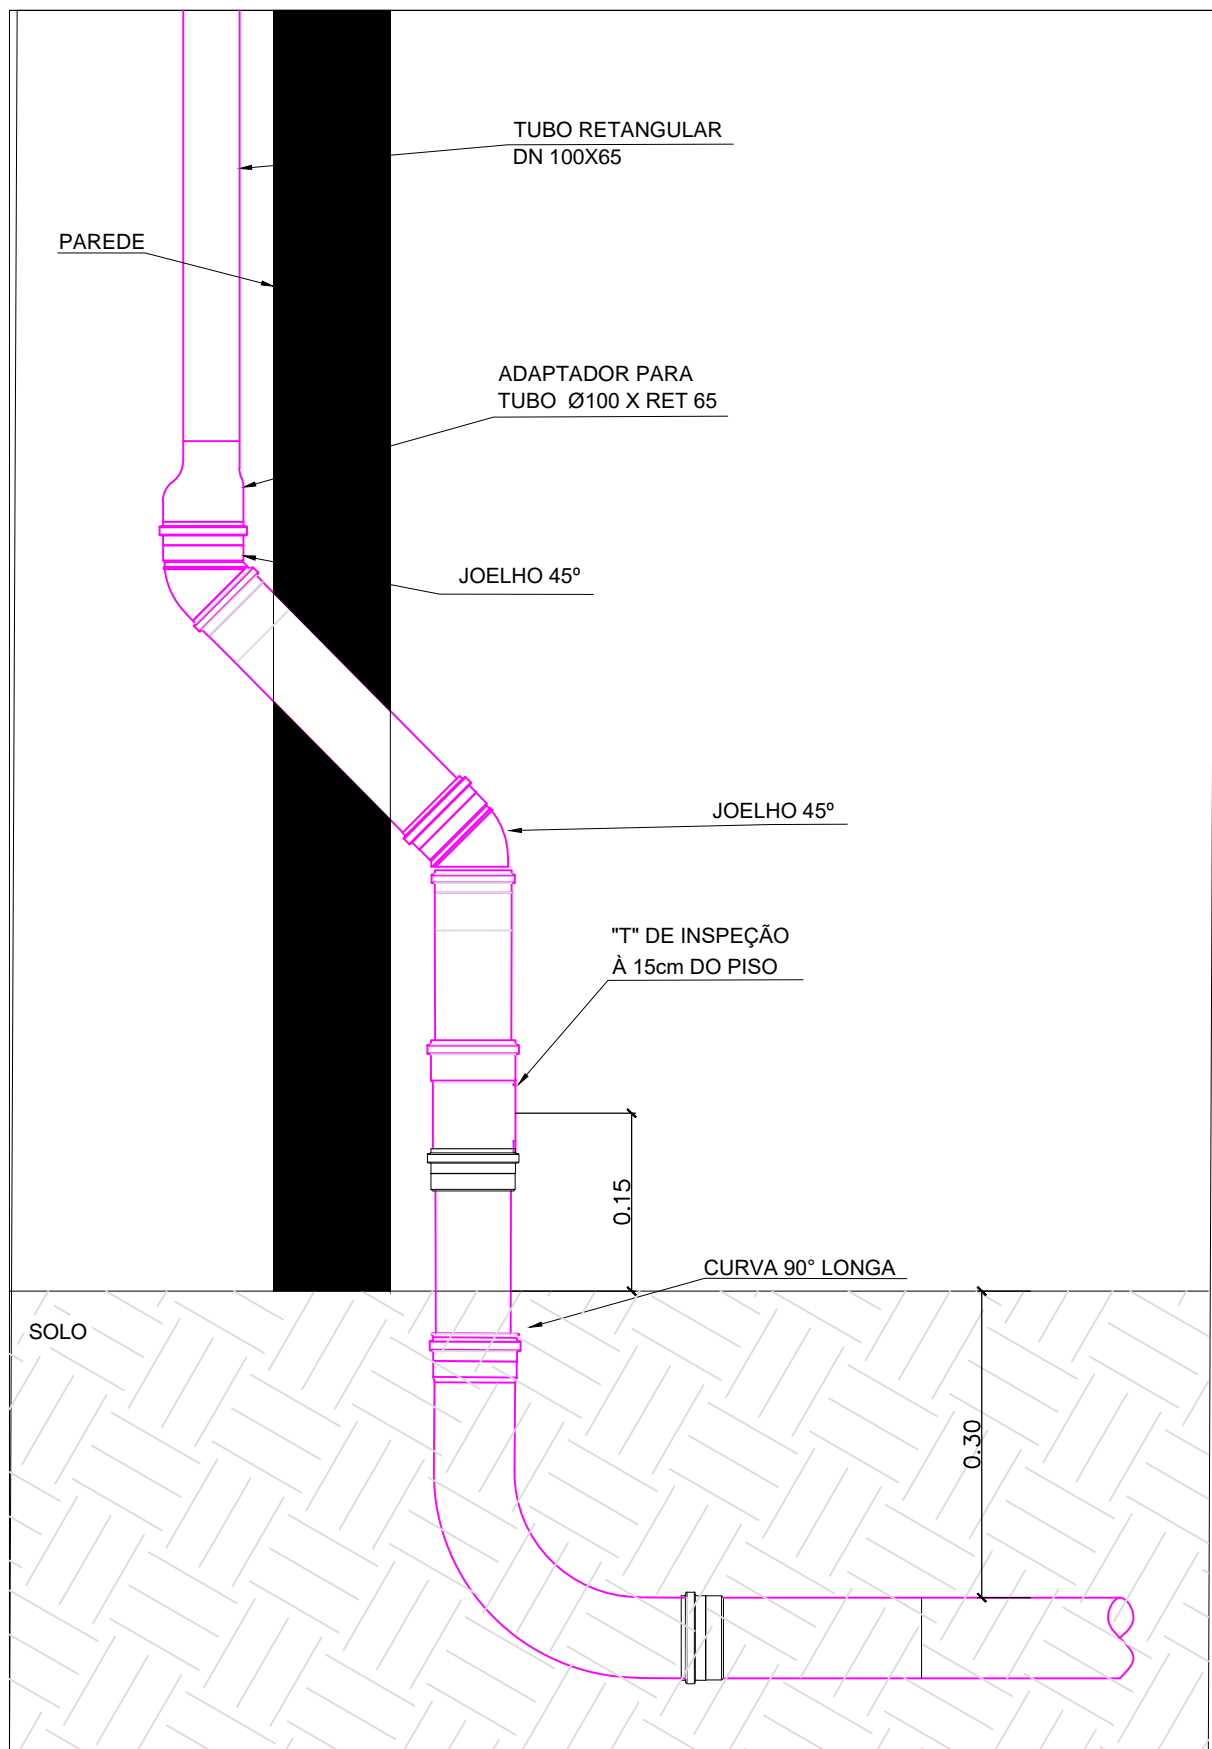 TUBO RETANGULAR
DN 100X65
PAREDE
ADAPTADOR PARA
TUBO Ø100 X RET 65
JOELHO 45º
JOELHO 45º
"T" DE INSPEÇÃO
À 15cm DO PISO
0.15
CURVA 90° LONGA
SOLO
0.30